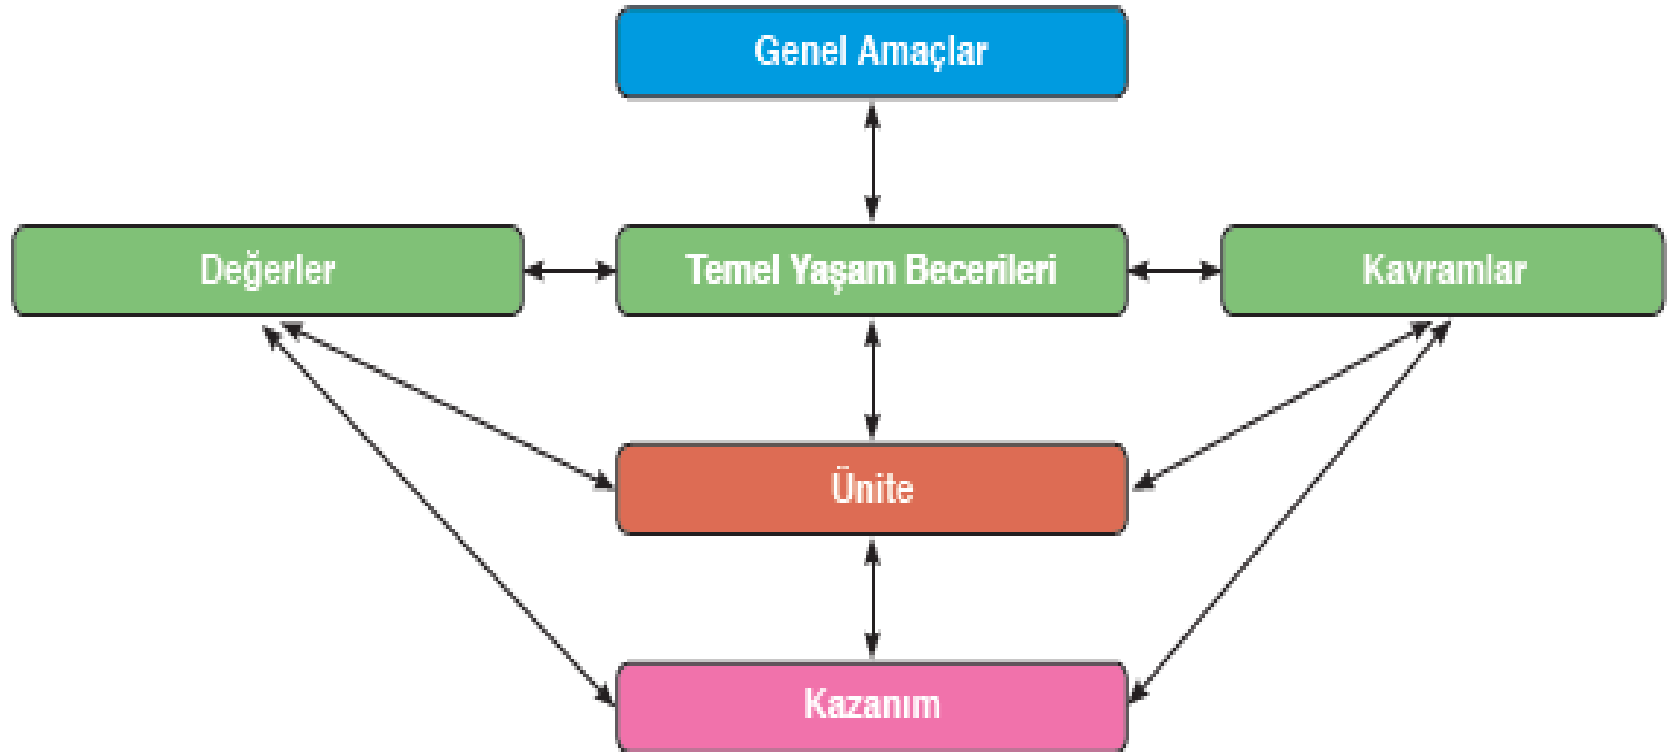 Genel Amaçlar
Değerler
Temel Yaşam Becerileri
Kavramlar
Ünite
Kazanım